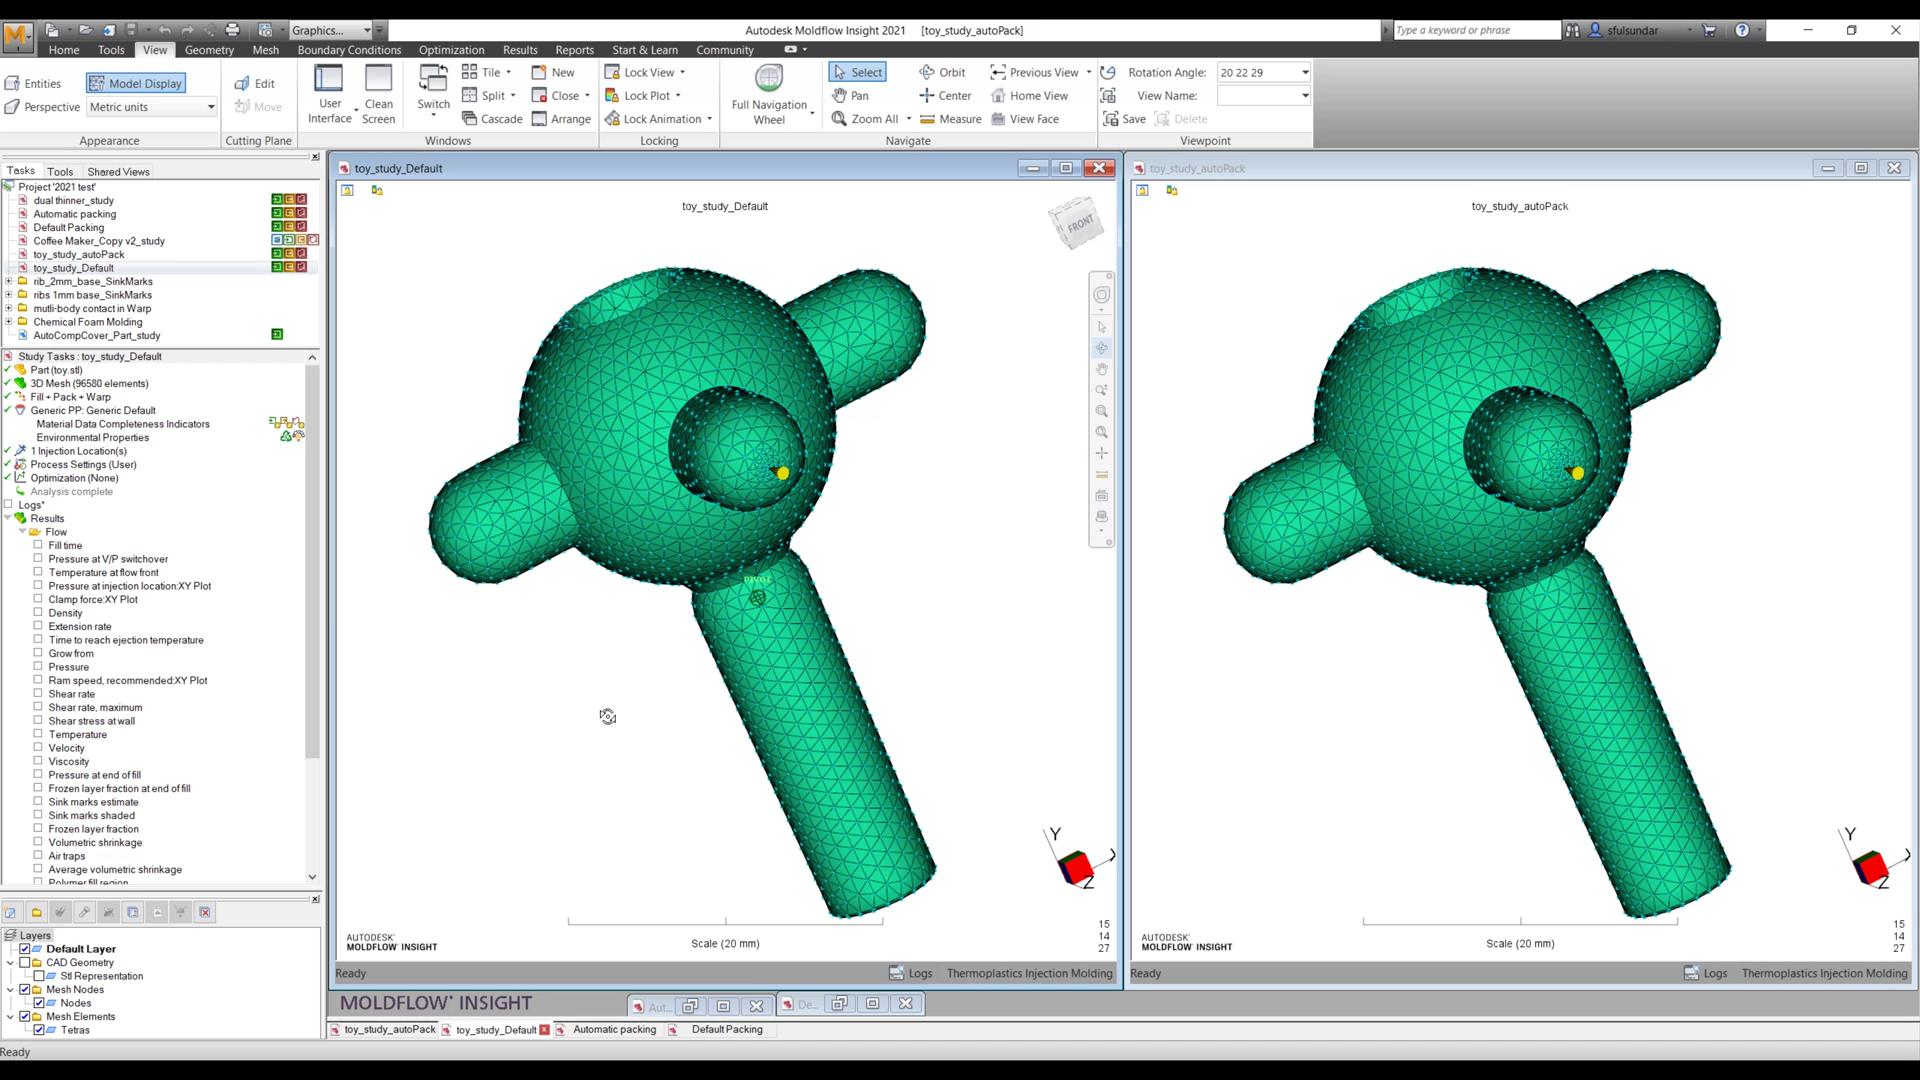 Graphics...
Autodesk Moldflow Insight 2021 [toy_study_autoPack]
Type a keyword or phrase
sfulsundar
Home Tools View Geometry Mesh Boundary Conditions Optimization Results Reports Start & Learn Community
Entities
Model Display
Perspective
Metric units
Appearance
Edit
Move
Cutting Plane
User Interface
Clean Screen
Switch
Tile
Split
Cascade
New
Close
Arrange
Windows
Lock View
Lock Plot
Lock Animation
Locking
Full Navigation Wheel
Select
Pan
Zoom All
Orbit
Center
Measure
Previous View
Home View
View Face
Navigate
Rotation Angle: 20 22 29
View Name:
Save
Delete
Viewpoint
Tasks Tools Shared Views
Project '2021 test'
dual thinner_study
Automatic packing
Default Packing
Coffee Maker_Copy v2_study
toy_study_autoPack
toy_study_Default
rib_2mm_base_SinkMarks
ribs 1mm base_SinkMarks
mutli-body contact in Warp
Chemical Foam Molding
AutoCompCover_Part_study
Study Tasks : toy_study_Default
Part (toy.stl)
3D Mesh (96580 elements)
Fill + Pack + Warp
Generic PP: Generic Default
Material Data Completeness Indicators
Environmental Properties
1 Injection Location(s)
Process Settings (User)
Optimization (None)
Analysis complete
Logs*
Results
Flow
Fill time
Pressure at V/P switchover
Temperature at flow front
Pressure at injection location:XY Plot
Clamp force:XY Plot
Density
Extension rate
Time to reach ejection temperature
Grow from
Pressure
Ram speed, recommended:XY Plot
Shear rate
Shear rate, maximum
Shear stress at wall
Temperature
Velocity
Viscosity
Pressure at end of fill
Frozen layer fraction at end of fill
Sink marks estimate
Sink marks shaded
Frozen layer fraction
Volumetric shrinkage
Air traps
Average volumetric shrinkage
Polymer fill region
Layers
Default Layer
CAD Geometry
Stl Representation
Mesh Nodes
Nodes
Mesh Elements
Tetras
toy_study_Default
toy_study_Default
FRONT
PIVOT
Y
X
Z
15
14
27
AUTODESK'
MOLDFLOW INSIGHT
Scale (20 mm)
Ready
Logs
Thermoplastics Injection Molding
toy_study_autoPack
toy_study_autoPack
Y
X
Z
15
14
27
AUTODESK'
MOLDFLOW INSIGHT
Scale (20 mm)
Ready
Logs
Thermoplastics Injection Molding
MOLDFLOW' INSIGHT
Aut...
De...
toy_study_autoPack toy_study_Default Automatic packing Default Packing
Ready